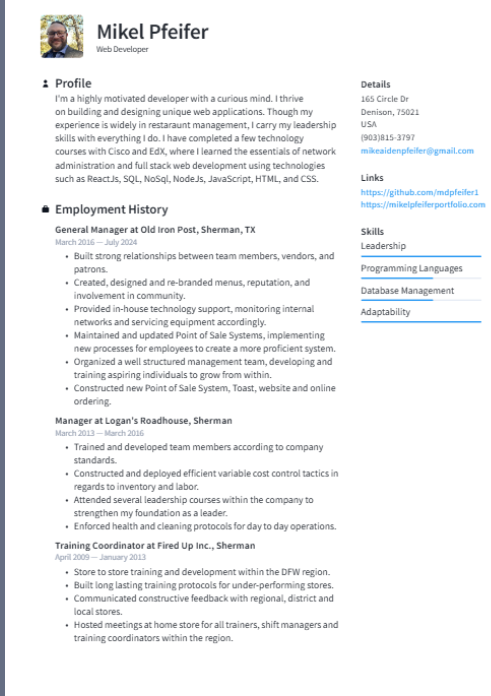 Mikel Pfeifer
Web Developer
Profile
I'm a highly motivated developer with a curious mind. I thrive
on building and designing unique web applications. Though my
experience is widely in restaraunt management, I carry my leadership
skills with everything I do. I have completed a few technology
courses with Cisco and EdX, where I learned the essentials of network
administration and full stack web development using technologies
such as ReactJs, SQL, NoSql, NodeJs, JavaScript, HTML, and CSS.
Employment History
General Manager at Old Iron Post, Sherman, TX
March 2016 — July 2024
• Built strong relationships between team members, vendors, and
patrons.
• Created, designed and re-branded menus, reputation, and
involvement in community.
• Provided in-house technology support, monitoring internal
networks and servicing equipment accordingly.
• Maintained and updated Point of Sale Systems, implementing
new processes for employees to create a more proficient system.
• Organized a well structured management team, developing and
training aspiring individuals to grow from within.
• Constructed new Point of Sale System, Toast, website and online
ordering.
Manager at Logan's Roadhouse, Sherman
March 2013 — March 2016
• Trained and developed team members according to company
standards.
• Constructed and deployed efficient variable cost control tactics in
regards to inventory and labor.
• Attended several leadership courses within the company to
strengthen my foundation as a leader.
• Enforced health and cleaning protocols for day to day operations.
Training Coordinator at Fired Up Inc., Sherman
April 2009 — January 2013
• Store to store training and development within the DFW region.
• Built long lasting training protocols for under-performing stores.
• Communicated constructive feedback with regional, district and
local stores.
• Hosted meetings at home store for all trainers, shift managers and
training coordinators within the region.
Details
165 Circle Dr
Denison, 75021
USA
(903)815-3797
mikeaidenpfeifer@gmail.com
Links
https://github.com/mdpfeifer1
https://mikelpfeiferportfolio.com
Skills
Leadership
Programming Languages
Database Management
Adaptability